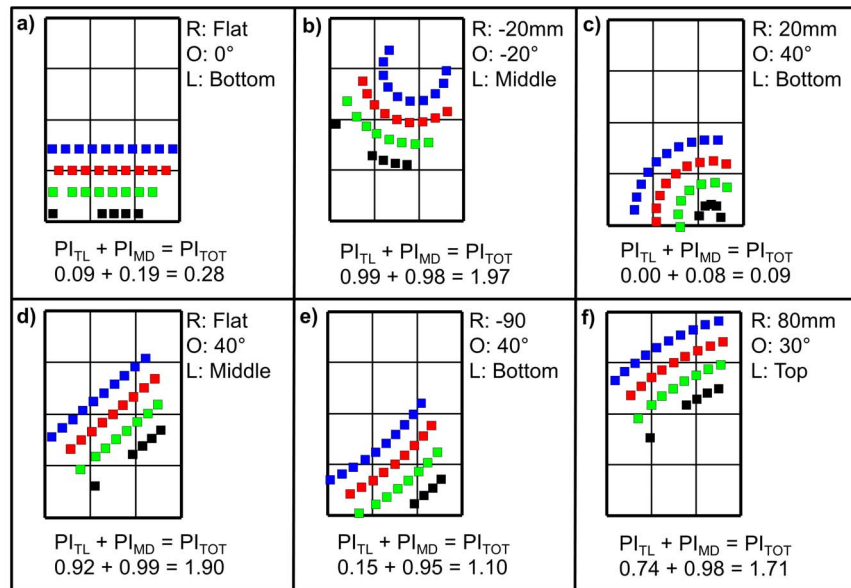 a)
R: Flat
O: 0°
L: Bottom
PI_TL + PI_MD = PI_TOT
0.09 + 0.19 = 0.28
b)
R: -20mm
O: -20°
L: Middle
PI_TL + PI_MD = PI_TOT
0.99 + 0.98 = 1.97
c)
R: 20mm
O: 40°
L: Bottom
PI_TL + PI_MD = PI_TOT
0.00 + 0.08 = 0.09
d)
R: Flat
O: 40°
L: Middle
PI_TL + PI_MD = PI_TOT
0.92 + 0.99 = 1.90
e)
R: -90
O: 40°
L: Bottom
PI_TL + PI_MD = PI_TOT
0.15 + 0.95 = 1.10
f)
R: 80mm
O: 30°
L: Top
PI_TL + PI_MD = PI_TOT
0.74 + 0.98 = 1.71